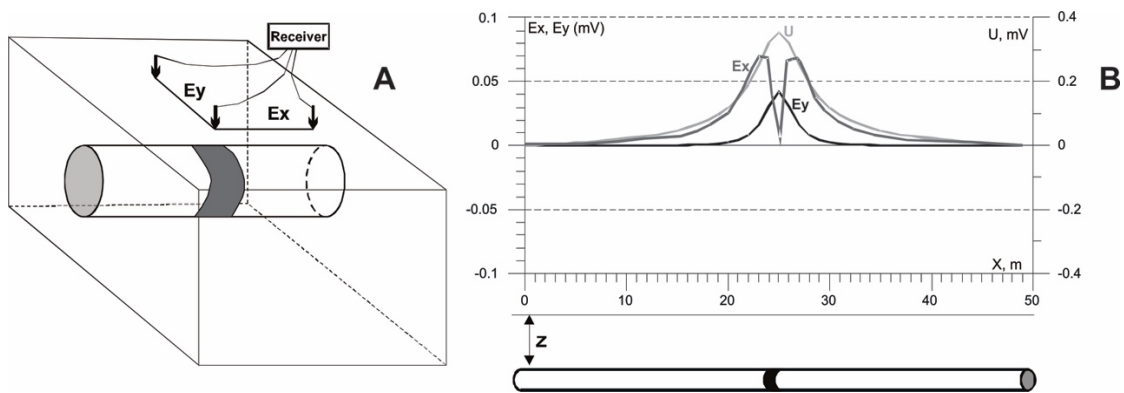 Receiver
A
Ey
Ex
0.1
Ex, Ey (mV)
U
U, mV
0.4
B
Ex
0.05
0.2
Ey
0
0
-0.05
-0.2
X, m
-0.1
-0.4
0 10 20 30 40 50
z